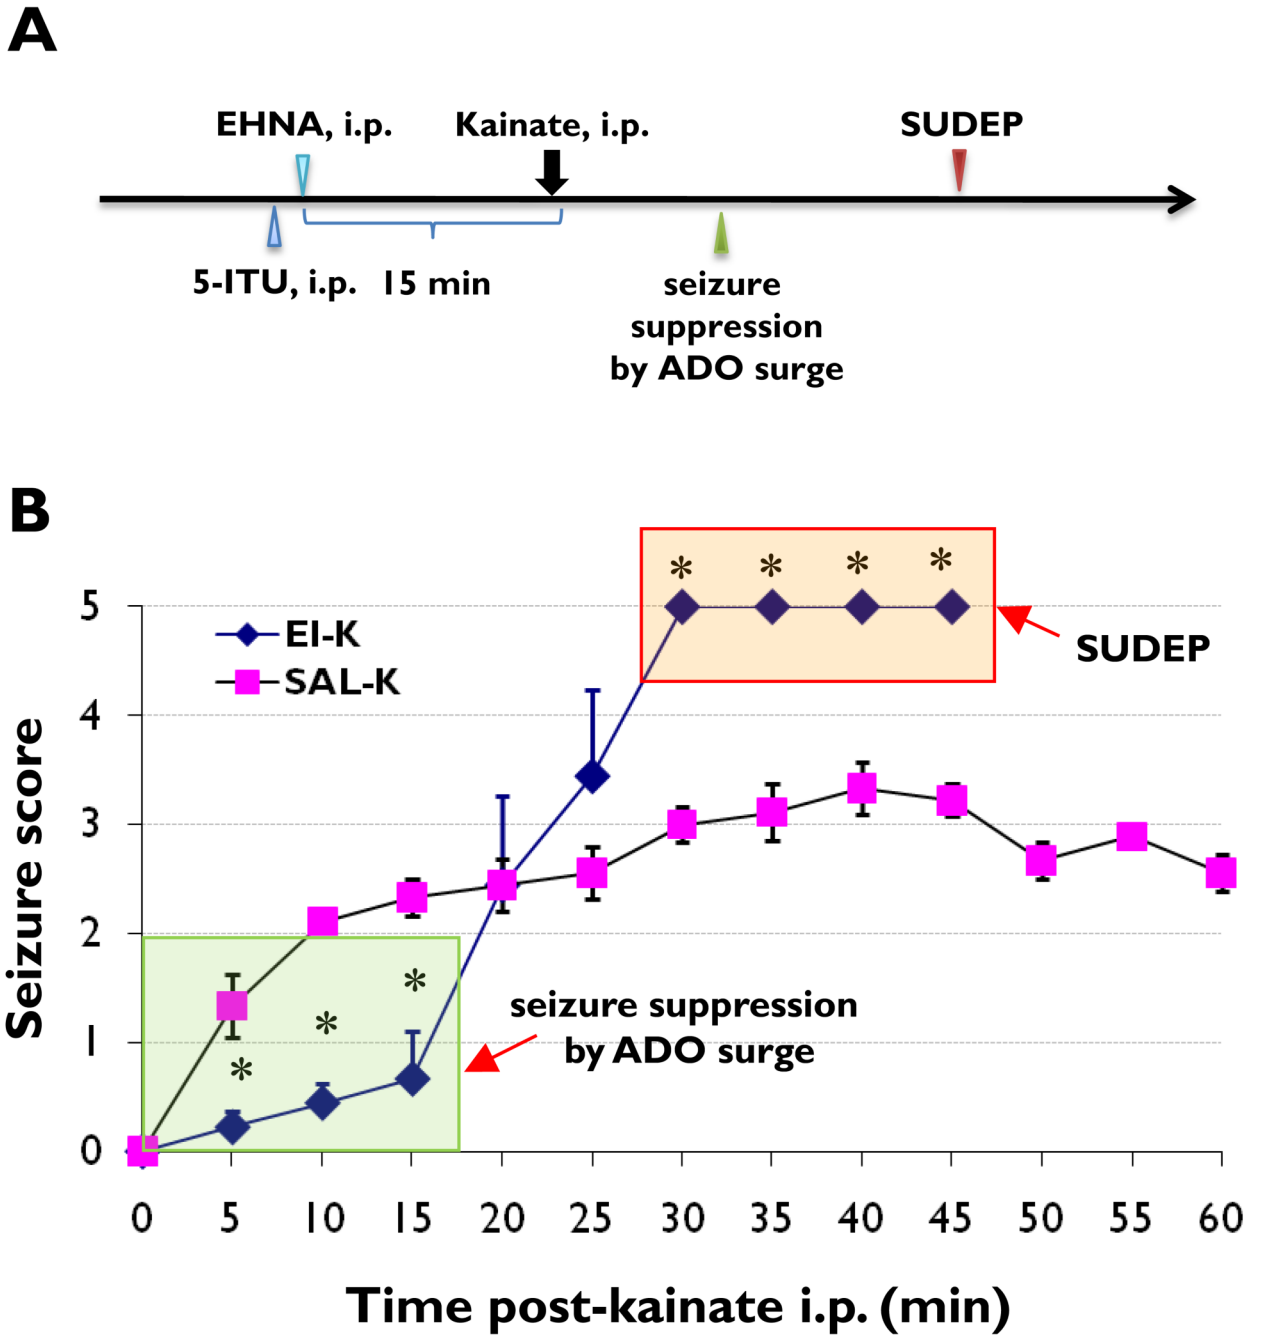 A
EHNA, i.p.
Kainate, i.p.
SUDEP
5-ITU, i.p.
15 min
seizure
suppression
by ADO surge
B
* * * *
5
EI-K
SUDEP
SAL-K
4
Seizure score
3
2
*
seizure suppression
*
1
by ADO surge
*
0
0 5 10 15 20 25 30 35 40 45 50 55 60
Time post-kainate i.p. (min)